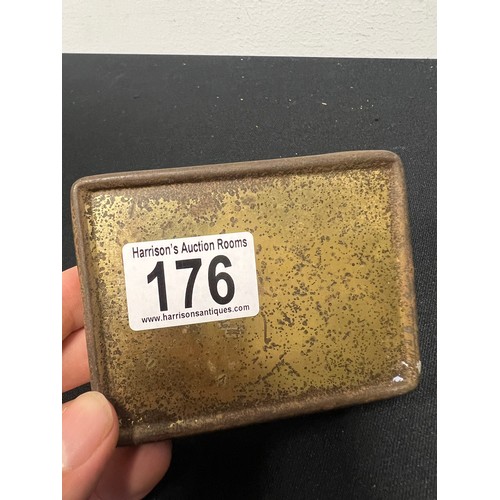 Harrison's Auction Rooms
176
www.harrisonsantiques.com